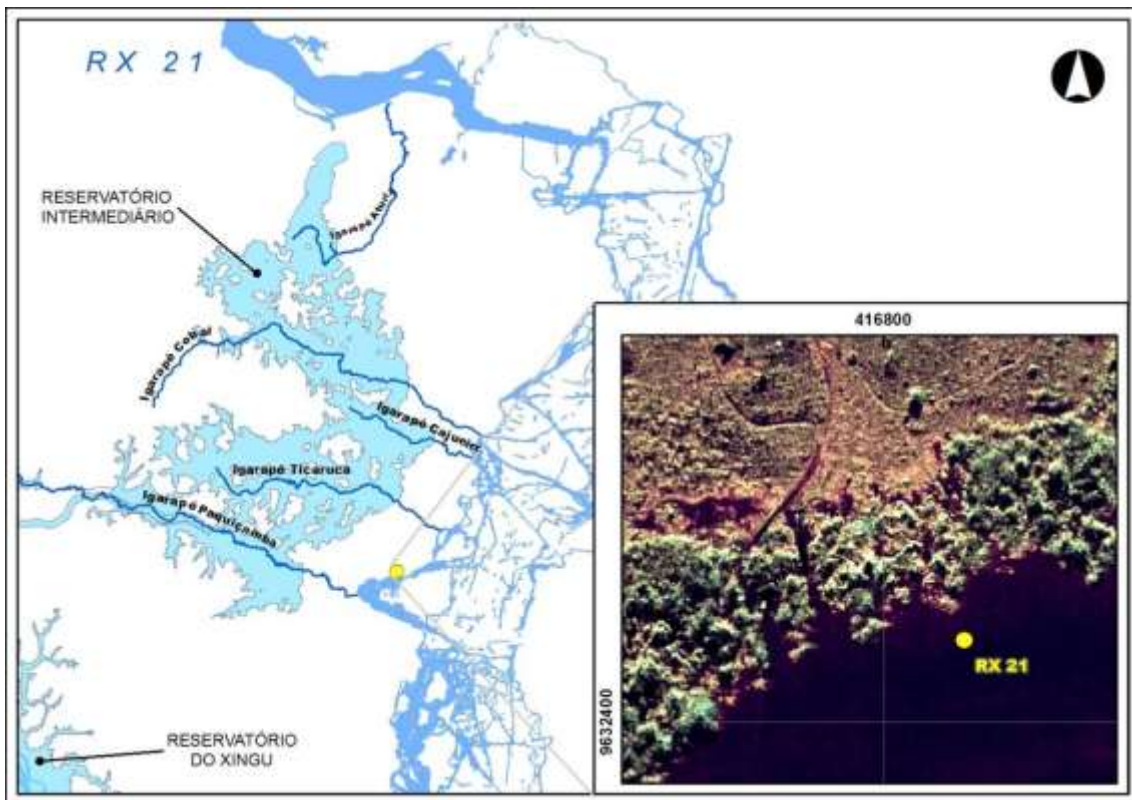 RX 21
RESERVATÓRIO
INTERMEDIÁRIO
Igarapé Cobal
Igarapé Cajueiro
Igarapé Ticaruca
Igarapé Paquiçamba
RESERVATÓRIO
DO XINGU
416800
9632400
RX 21